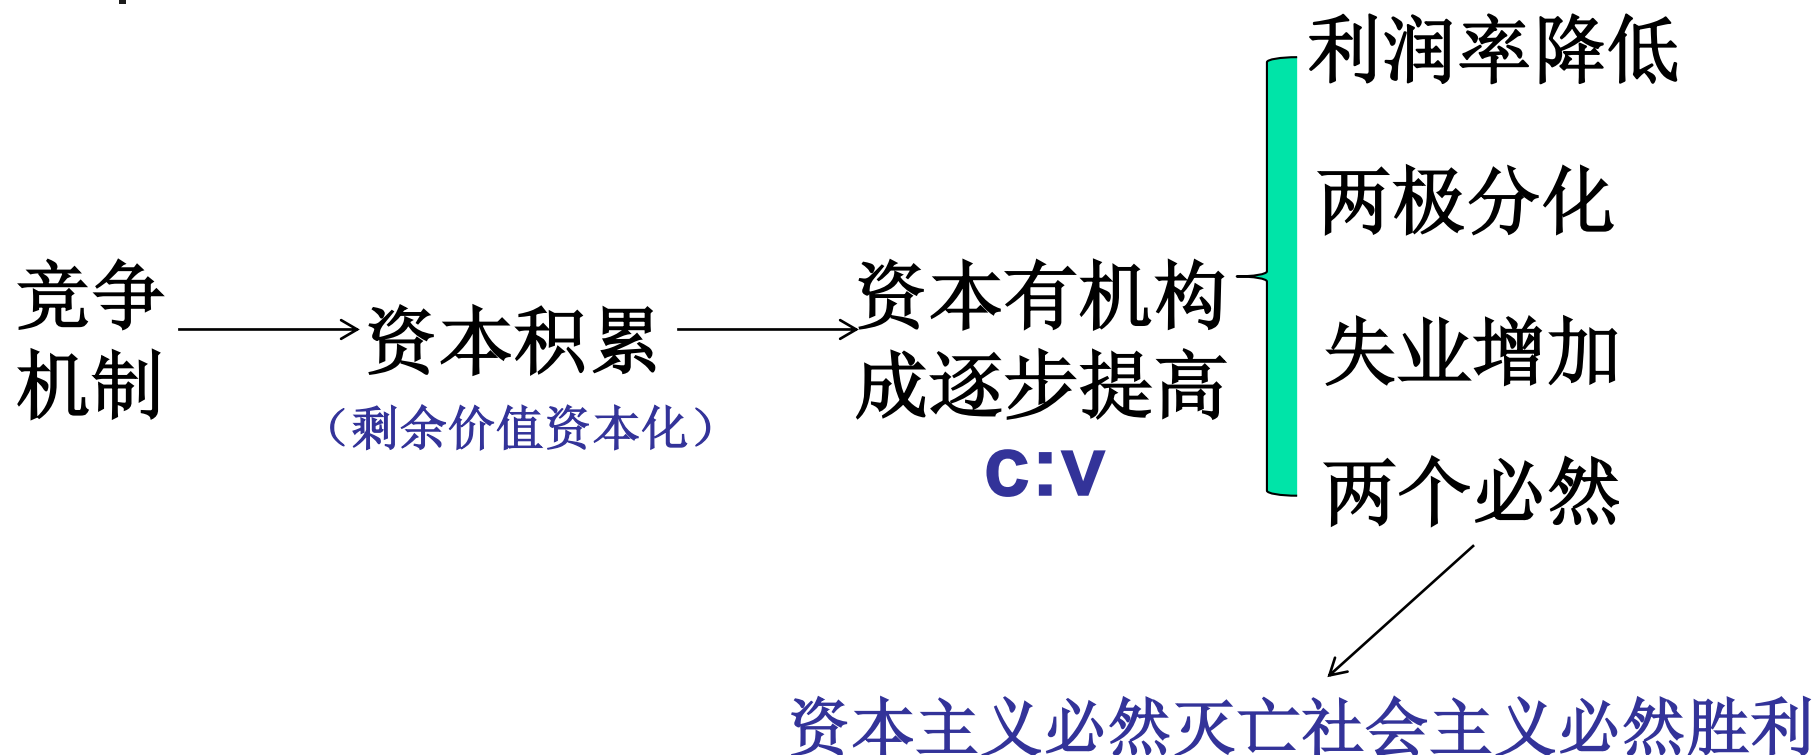 竞争
机制
资本积累
（剩余价值资本化）
资本有机构
成逐步提高
c:v
利润率降低
两极分化
失业增加
两个必然
资本主义必然灭亡社会主义必然胜利